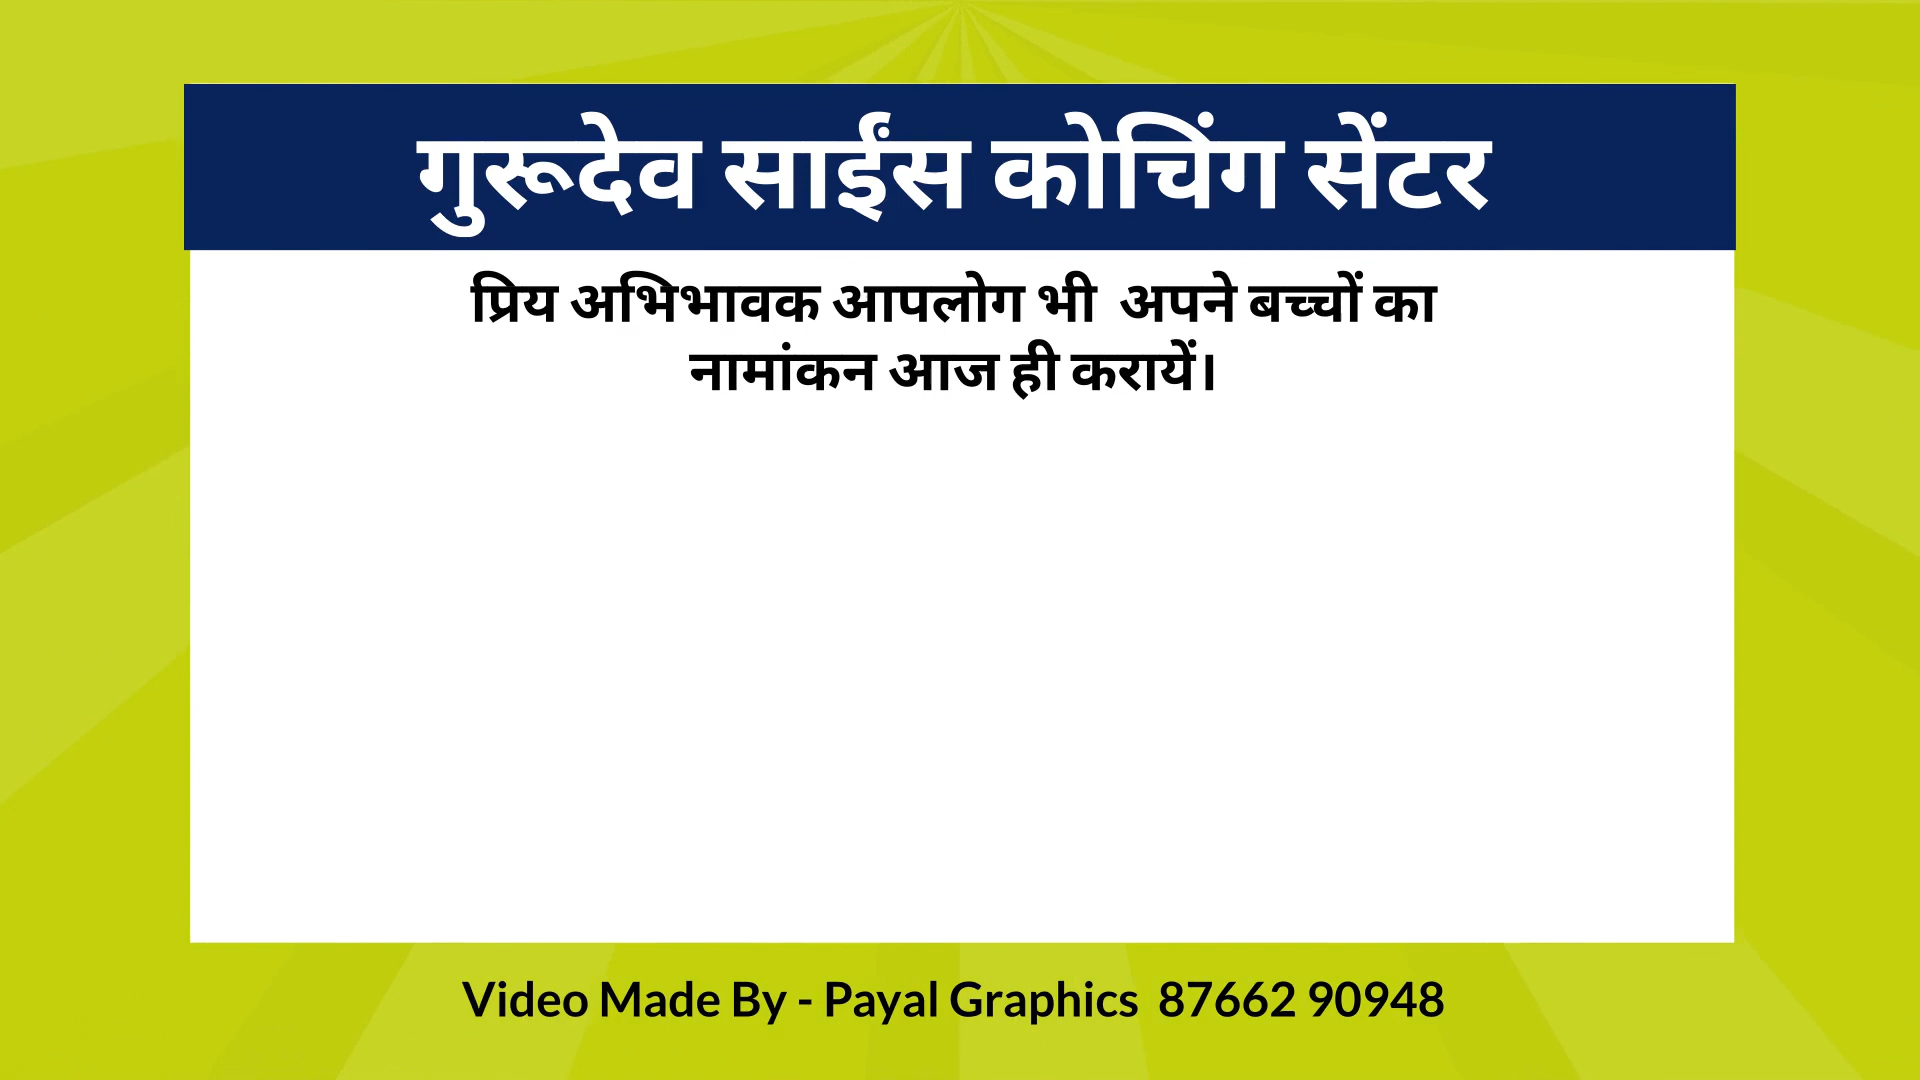 गुरूदेव साईंस कोचिंग सेंटर
प्रिय अभिभावक आपलोग भी अपने बच्चों का
नामांकन आज ही करायें।
Video Made By - Payal Graphics 87662 90948